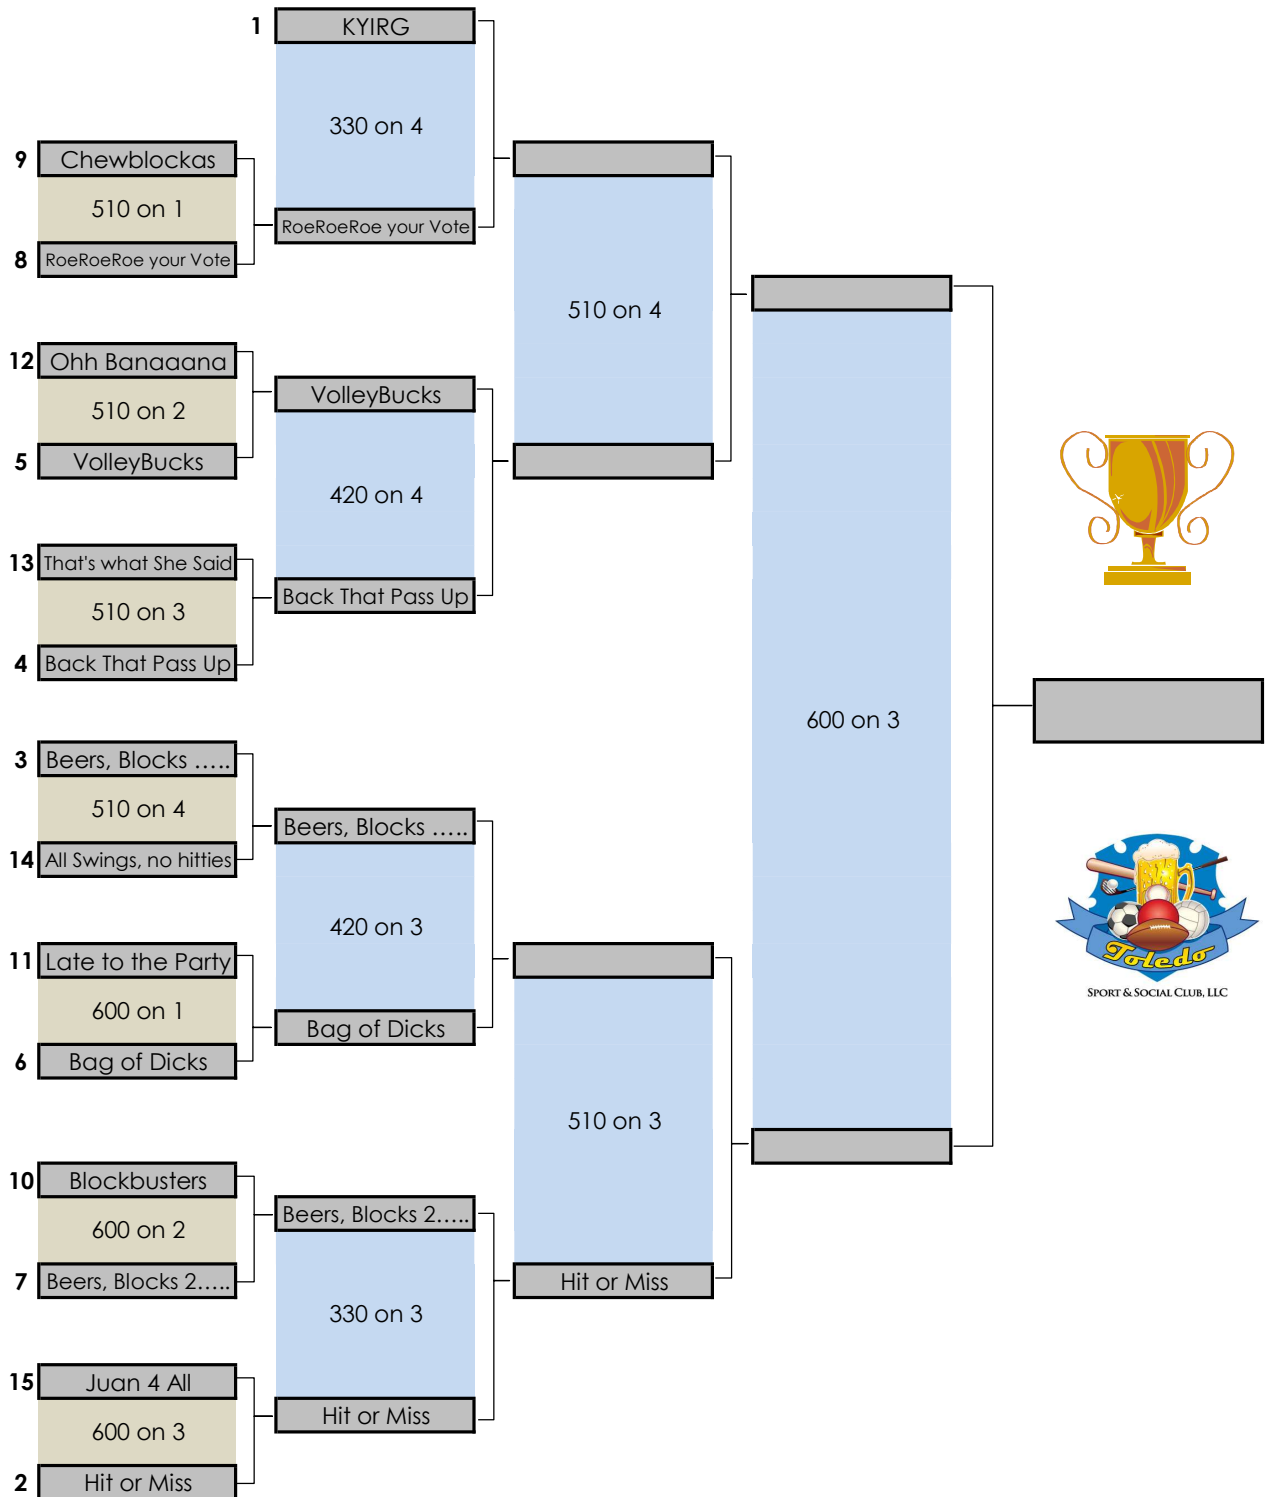 1 KYIRG
330 on 4
9 Chewblockas
510 on 1
RoeRoeRoe your Vote
8 RoeRoeRoe your Vote
510 on 4
12 Ohh Banaaana
VolleyBucks
510 on 2
5 VolleyBucks
420 on 4
13 That's what She Said
Back That Pass Up
510 on 3
4 Back That Pass Up
600 on 3
3 Beers, Blocks .....
510 on 4
Beers, Blocks .....
14 All Swings, no hitties
420 on 3
11 Late to the Party
600 on 1
Bag of Dicks
6 Bag of Dicks
Toledo
SPORT & SOCIAL CLUB, LLC
510 on 3
10 Blockbusters
Beers, Blocks 2.....
600 on 2
7 Beers, Blocks 2.....
Hit or Miss
330 on 3
15 Juan 4 All
Hit or Miss
600 on 3
2 Hit or Miss